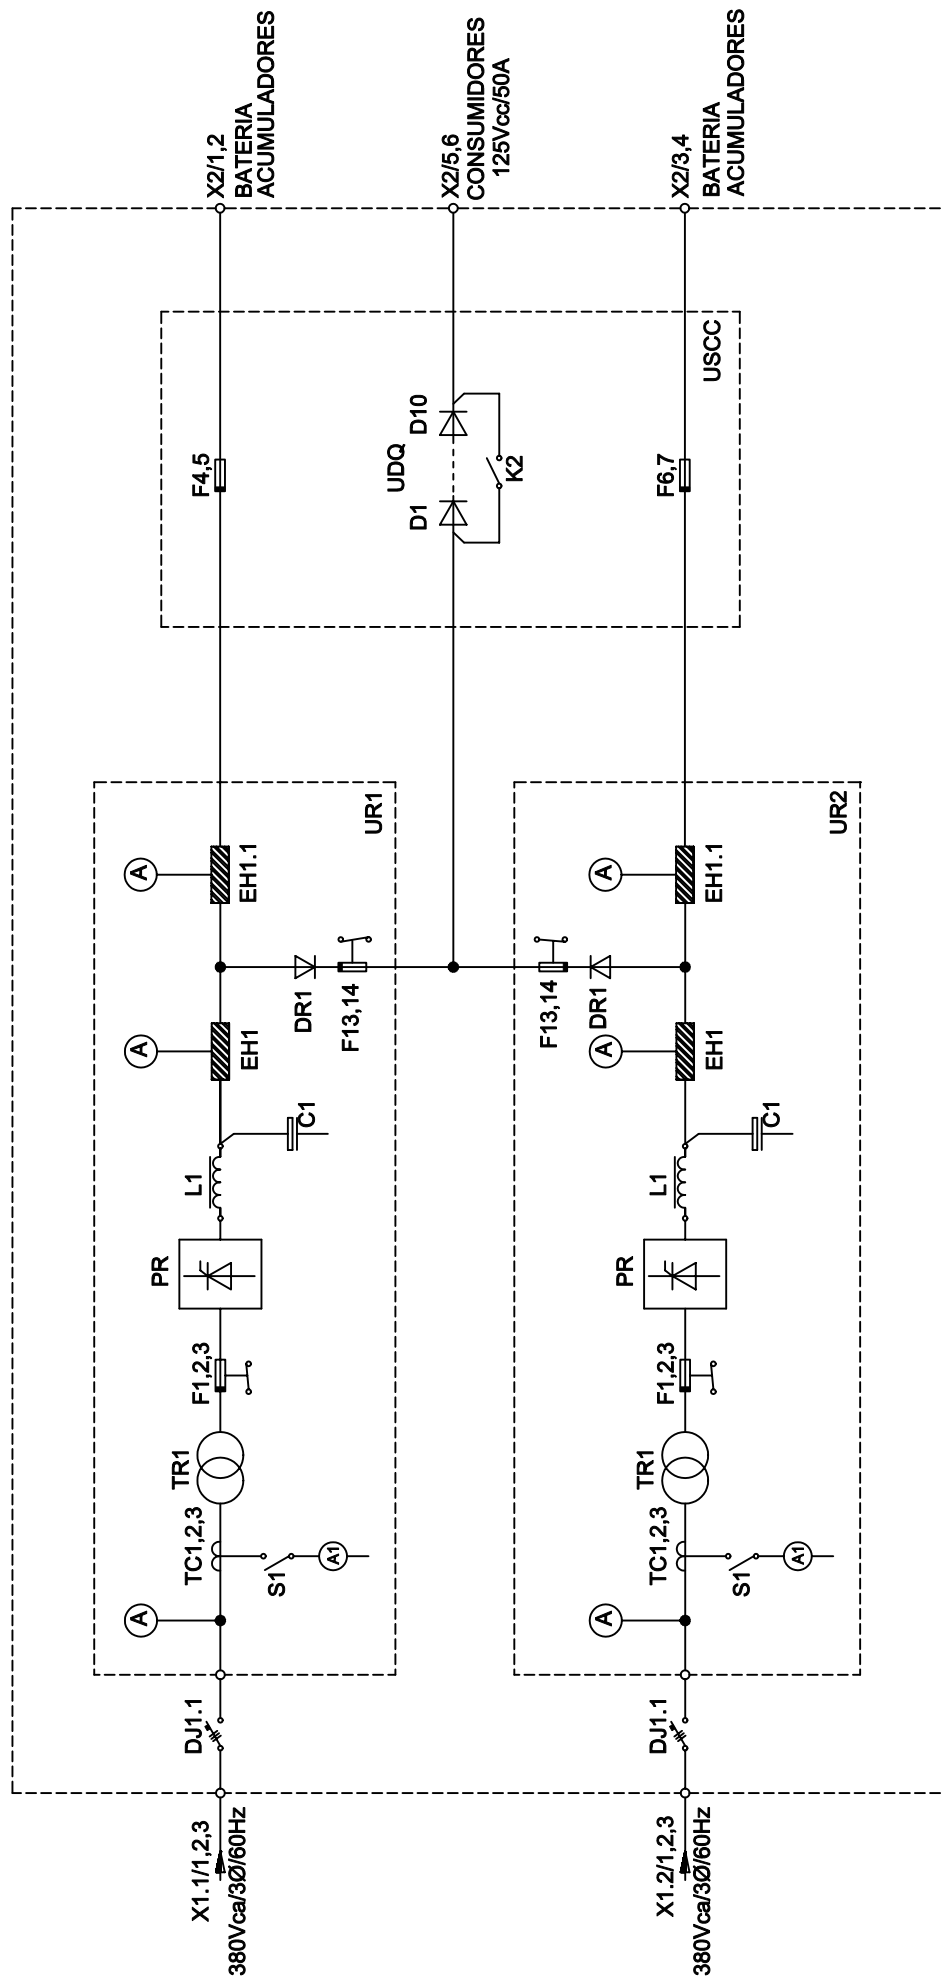 X1.1/1,2,3
380Vca/3Ø/60Hz
DJ1.1
A
TC1,2,3
S1
A1
TR1
F1,2,3
PR
L1
C1
A
EH1
DR1
F13,14
A
EH1.1
UR1
F4,5
X2/1,2
BATERIA
ACUMULADORES
UDQ
D1
D10
K2
X2/5,6
CONSUMIDORES
125Vcc/50A
X1.2/1,2,3
380Vca/3Ø/60Hz
DJ1.1
A
TC1,2,3
S1
A1
TR1
F1,2,3
PR
L1
C1
A
EH1
F13,14
DR1
A
EH1.1
UR2
F6,7
USCC
X2/3,4
BATERIA
ACUMULADORES